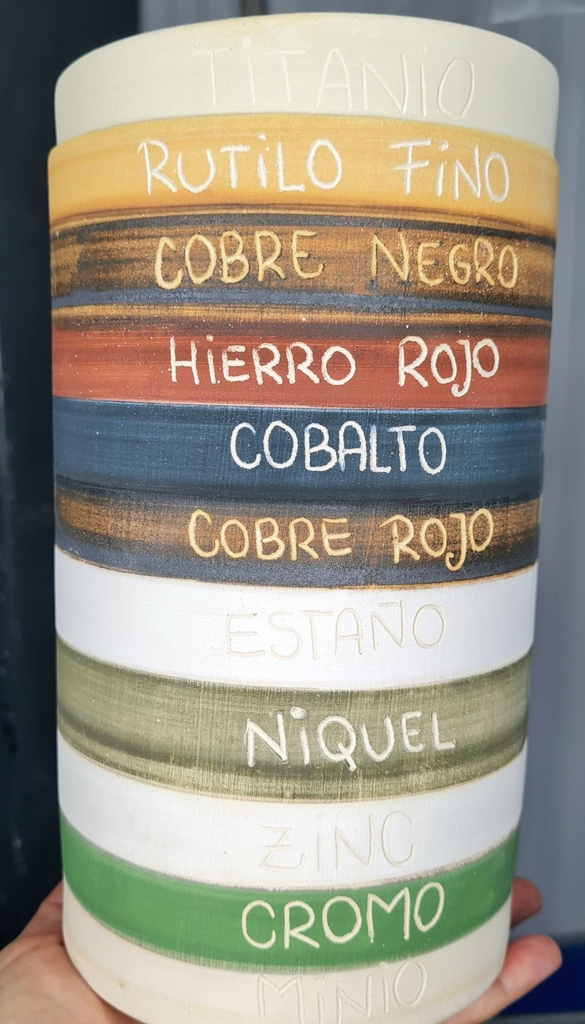 TITANIO
RUTILO FINO
COBRE NEGRO
HIERRO ROJO
COBALTO
COBRE ROJO
ESTAÑO
NIQUEL
ZINC
CROMO
MINIO